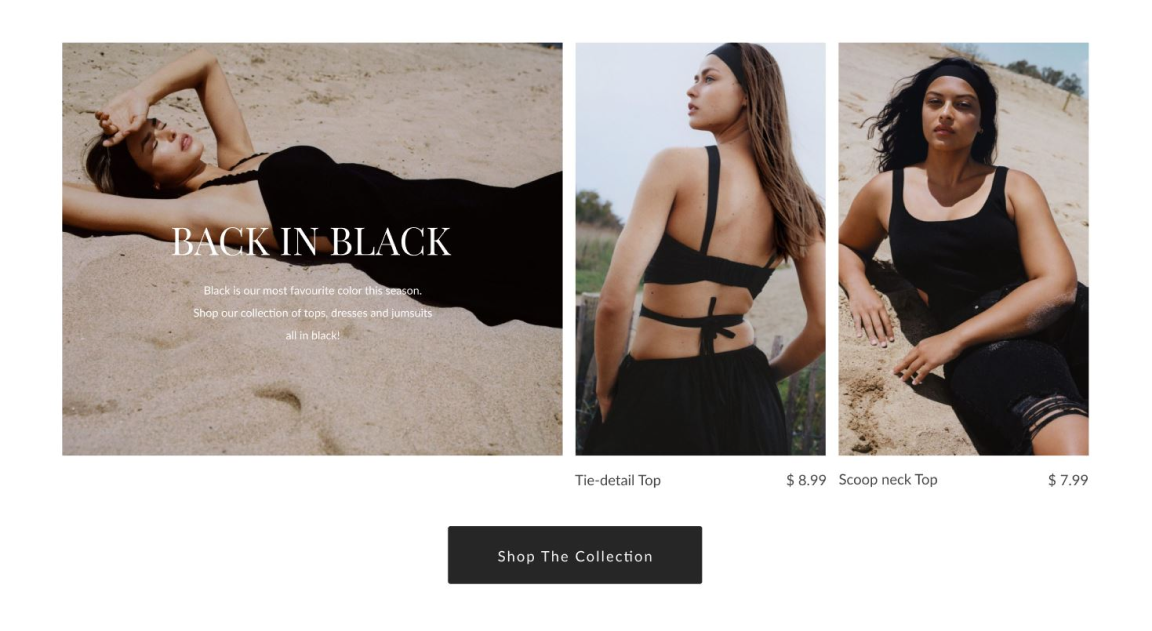 BACK IN BLACK
Black is our most favourite color this season.
Shop our collection of tops, dresses and jumsuits
all in black!
Tie-detail Top $ 8.99
Scoop neck Top $ 7.99
Shop The Collection